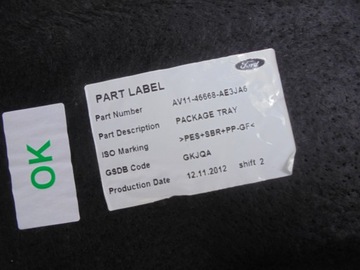 Ford
PART LABEL
Part Number AV11-46668-AE3JA6
Part Description PACKAGE TRAY
ISO Marking >PES+SBR+PP-GF<
GSDB Code GKJQA
Production Date 12.11.2012 shift 2
OK